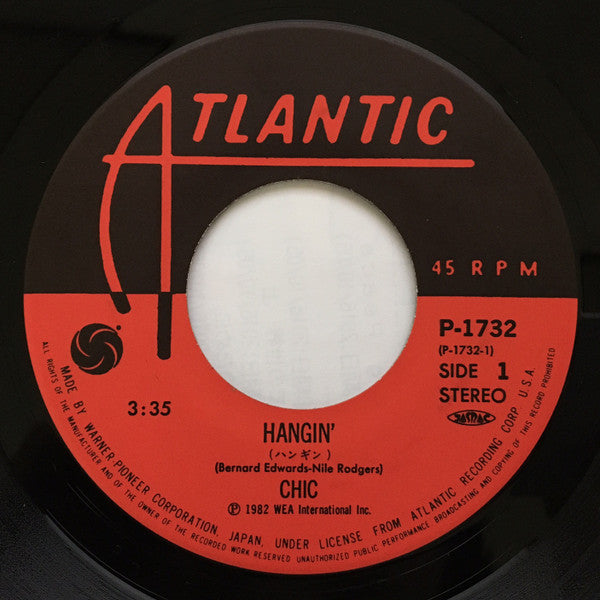 ATLANTIC
45 RPM
P-1732
(P-1732-1)
SIDE 1
STEREO
JASRAC
3:35
HANGIN'
(ハンギン)
(Bernard Edwards-Nile Rodgers)
CHIC
Ⓟ 1982 WEA International Inc.
MADE BY WARNER-PIONEER CORPORATION, JAPAN, UNDER LICENSE FROM ATLANTIC RECORDING CORP. U.S.A.
ALL RIGHTS OF THE MANUFACTURER AND OF THE OWNER OF THE RECORDED WORK RESERVED UNAUTHORIZED PUBLIC PERFORMANCE BROADCASTING AND COPYING OF THIS RECORD PROHIBITED